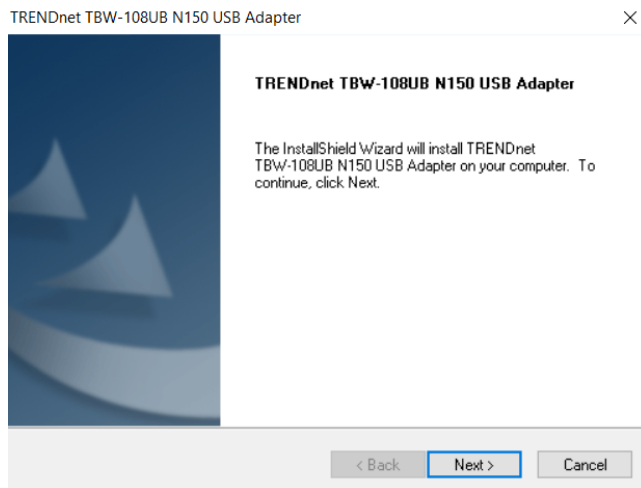 TRENDnet TBW-108UB N150 USB Adapter
TRENDnet TBW-108UB N150 USB Adapter
The InstallShield Wizard will install TRENDnet
TBW-108UB N150 USB Adapter on your computer.  To
continue, click Next.
< Back Next > Cancel